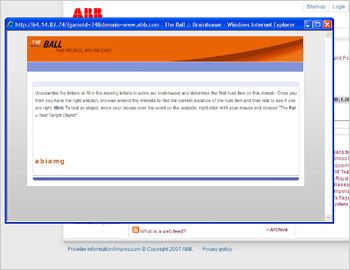 Sitemap Login
ABB
http://64.14.82.74/?gameId=34&domain=www.abb.com - The Ball :: Brainteaser - Windows Internet Explorer
THE BALL
FIND THE BALL, WIN THE CASH!
Unscramble the letters or fill in the missing letters to solve our brainteaser and determine the first hunt item on this domain. Once you
think you have the right solution, browse around the website to find the correct instance of the hunt item and then test to see if you
are right. Hint: To test an object, move your mouse over the word on the website, right-click with your mouse and choose "The Ball
– Test Target Object".
abiamg
What is a web feed?
Archive
Provider information/Impressum © Copyright 2007 ABB. Privacy policy